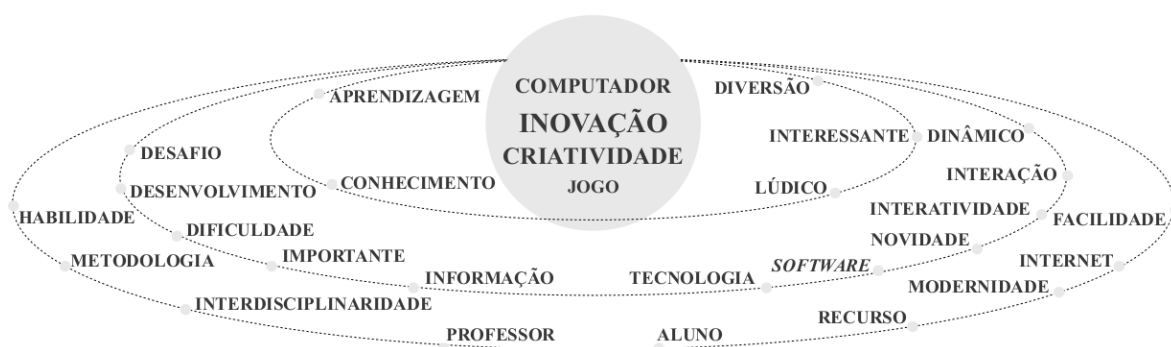 COMPUTADOR
DIVERSÃO
APRENDIZAGEM
INOVAÇÃO
INTERESSANTE
DINÂMICO
DESAFIO
CRIATIVIDADE
INTERAÇÃO
CONHECIMENTO
JOGO
LÚDICO
DESENVOLVIMENTO
HABILIDADE
INTERATIVIDADE
FACILIDADE
DIFICULDADE
NOVIDADE
IMPORTANTE
METODOLOGIA
SOFTWARE
INTERNET
INFORMAÇÃO
TECNOLOGIA
MODERNIDADE
INTERDISCIPLINARIDADE
RECURSO
PROFESSOR
ALUNO